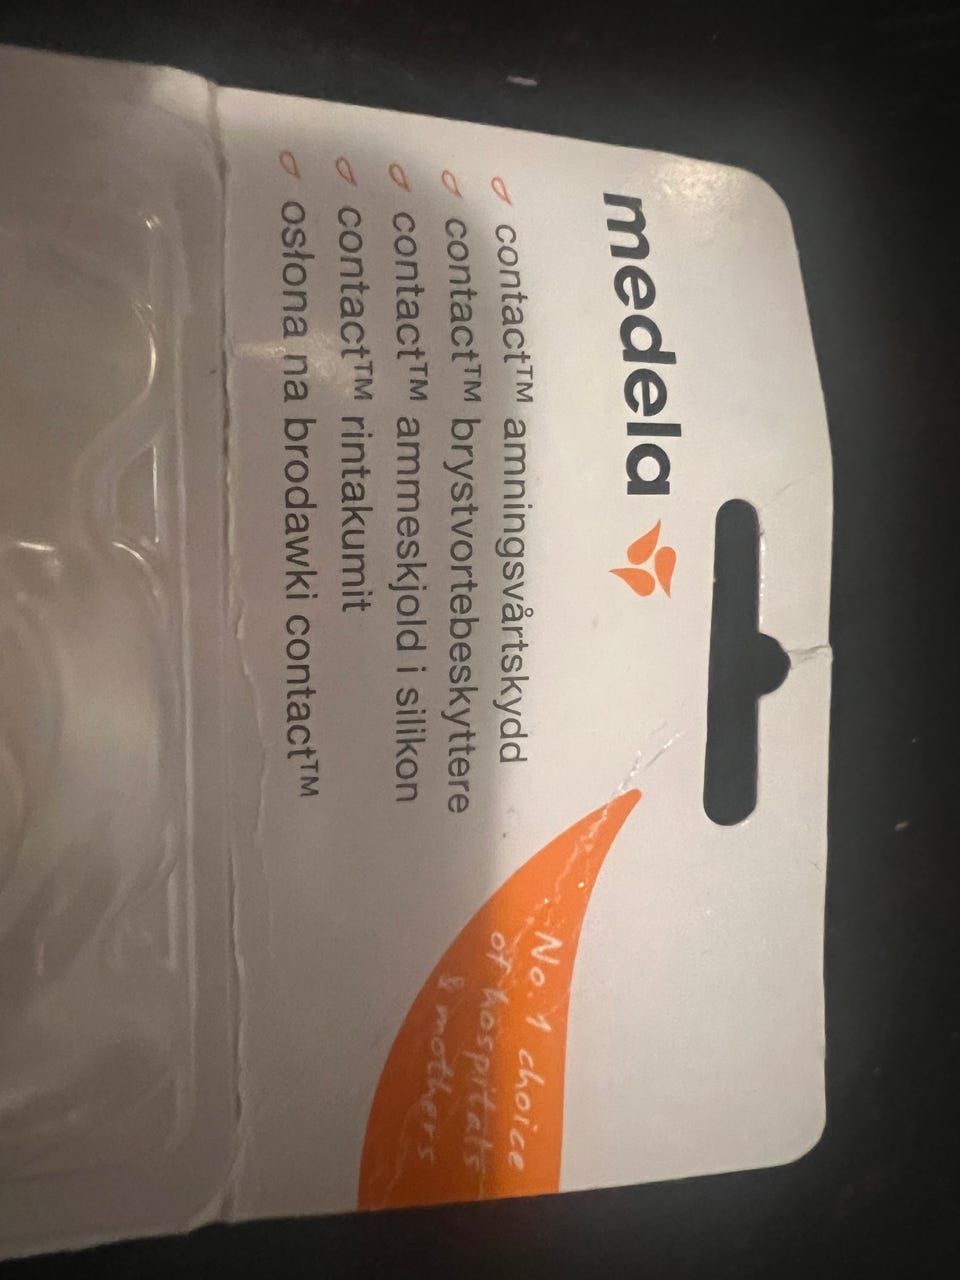 medela
contact™ amningsvårtskydd
contact™ brystvortebeskyttere
contact™ ammeskjold i silikon
contact™ rintakumit
osłona na brodawki contact™
No. 1 choice
of hospitals
& mothers